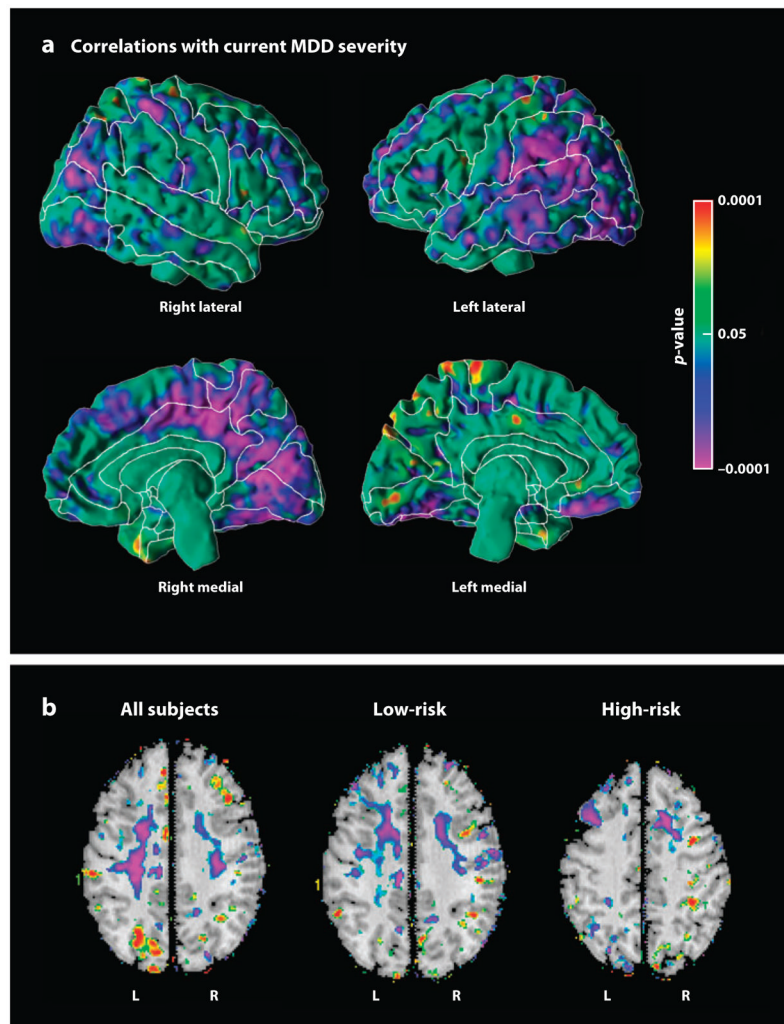 a Correlations with current MDD severity
Right lateral
Left lateral
0.0001
p-value
0.05
–0.0001
Right medial
Left medial
b
All subjects
Low-risk
High-risk
1
1
1
L
R
L
R
L
R